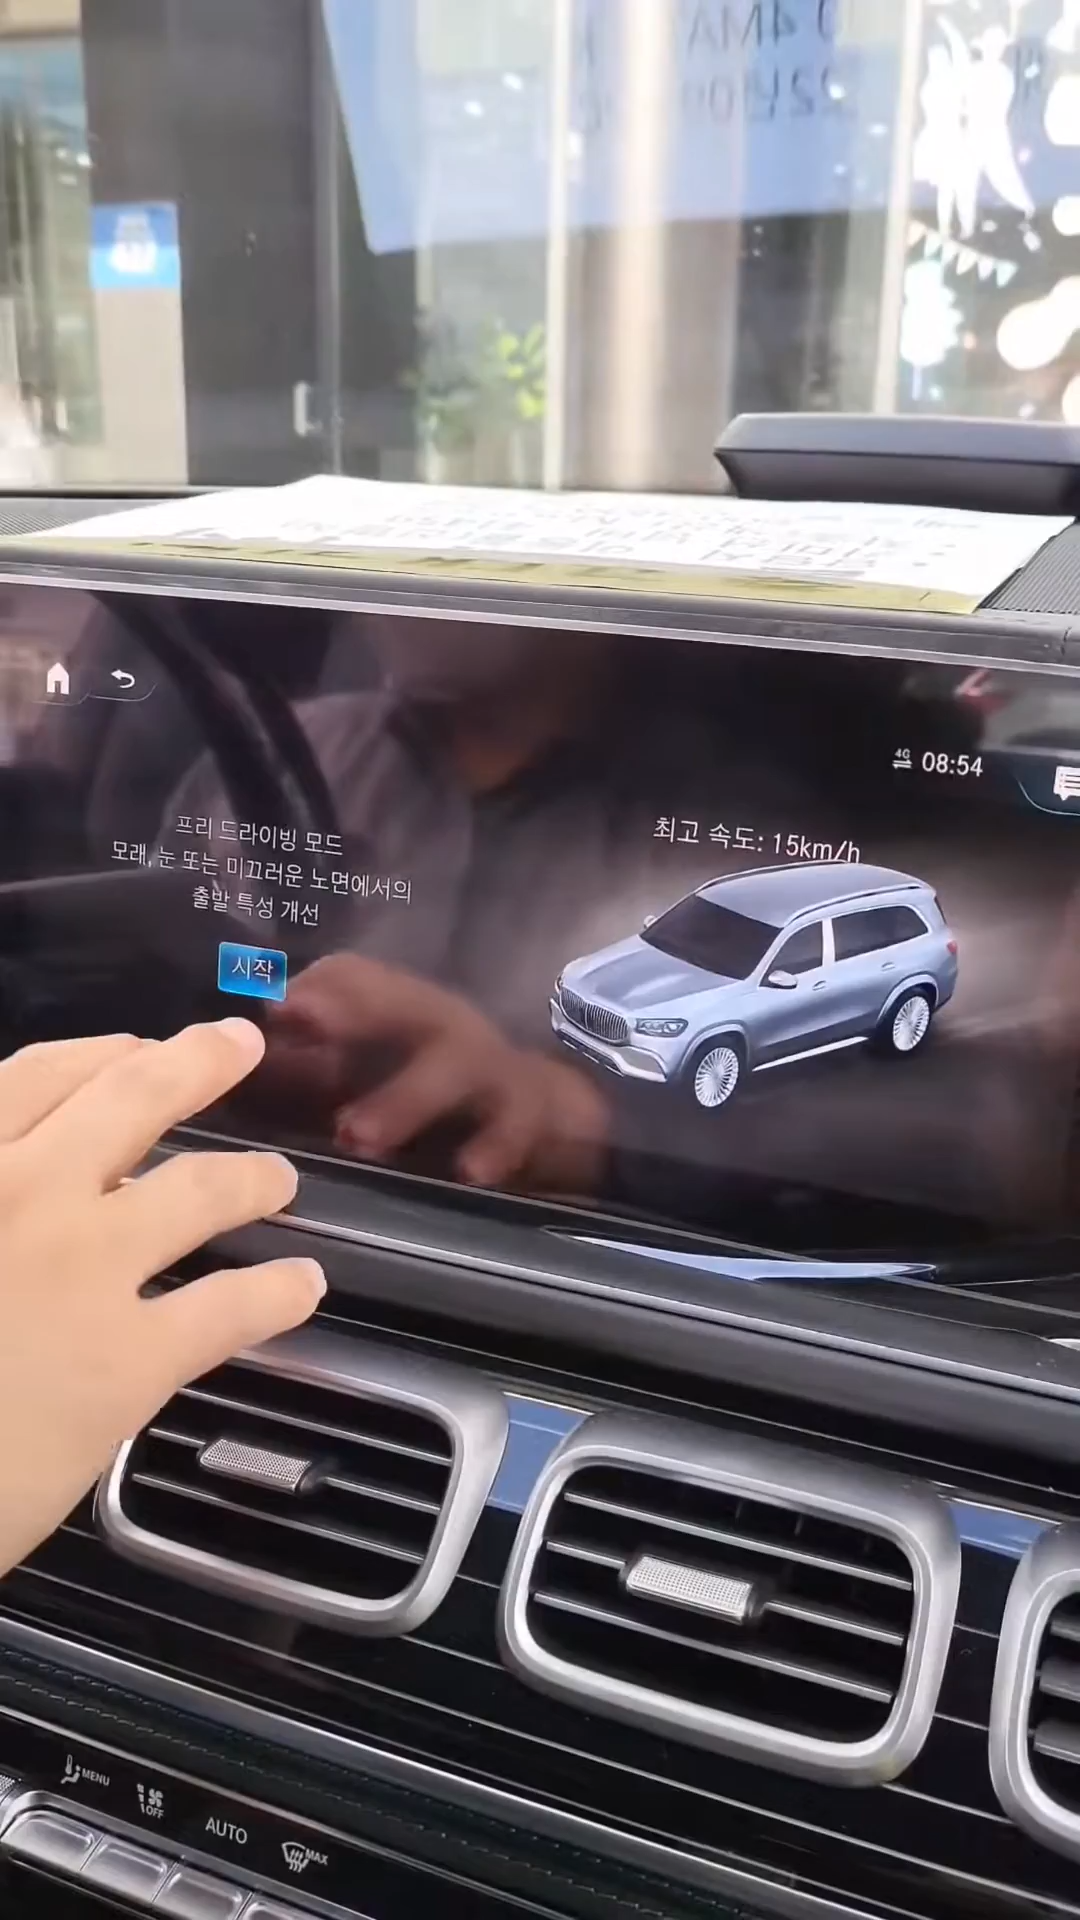 4G 08:54
프리 드라이빙 모드
모래, 눈 또는 미끄러운 노면에서의
출발 특성 개선
시작
최고 속도: 15km/h
MENU
OFF
AUTO
MAX